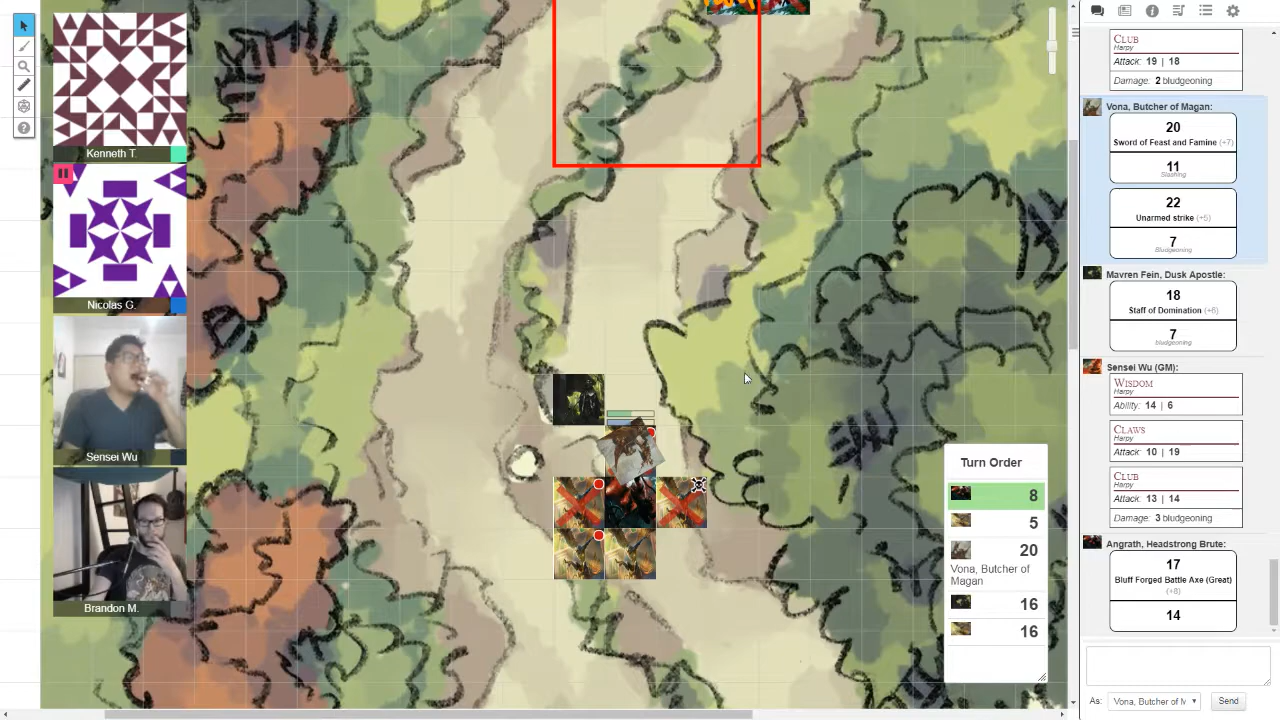 Kenneth T.
Nicolas G.
Sensei Wu
Brandon M.
Turn Order
8
5
20
Vona, Butcher of
Magan
16
16
CLUB
Harpy
Attack: 19 | 18
Damage: 2 bludgeoning
Vona, Butcher of Magan:
20
Sword of Feast and Famine (+7)
11
Slashing
22
Unarmed strike (+5)
7
Bludgeoning
Mavren Fein, Dusk Apostle:
18
Staff of Domination (+6)
7
bludgeoning
Sensei Wu (GM):
WISDOM
Harpy
Ability: 14 | 6
CLAWS
Harpy
Attack: 10 | 19
CLUB
Harpy
Attack: 13 | 14
Damage: 3 bludgeoning
Angrath, Headstrong Brute:
17
Bluff Forged Battle Axe (Great)
(+8)
14
As:
Vona, Butcher of M
Send